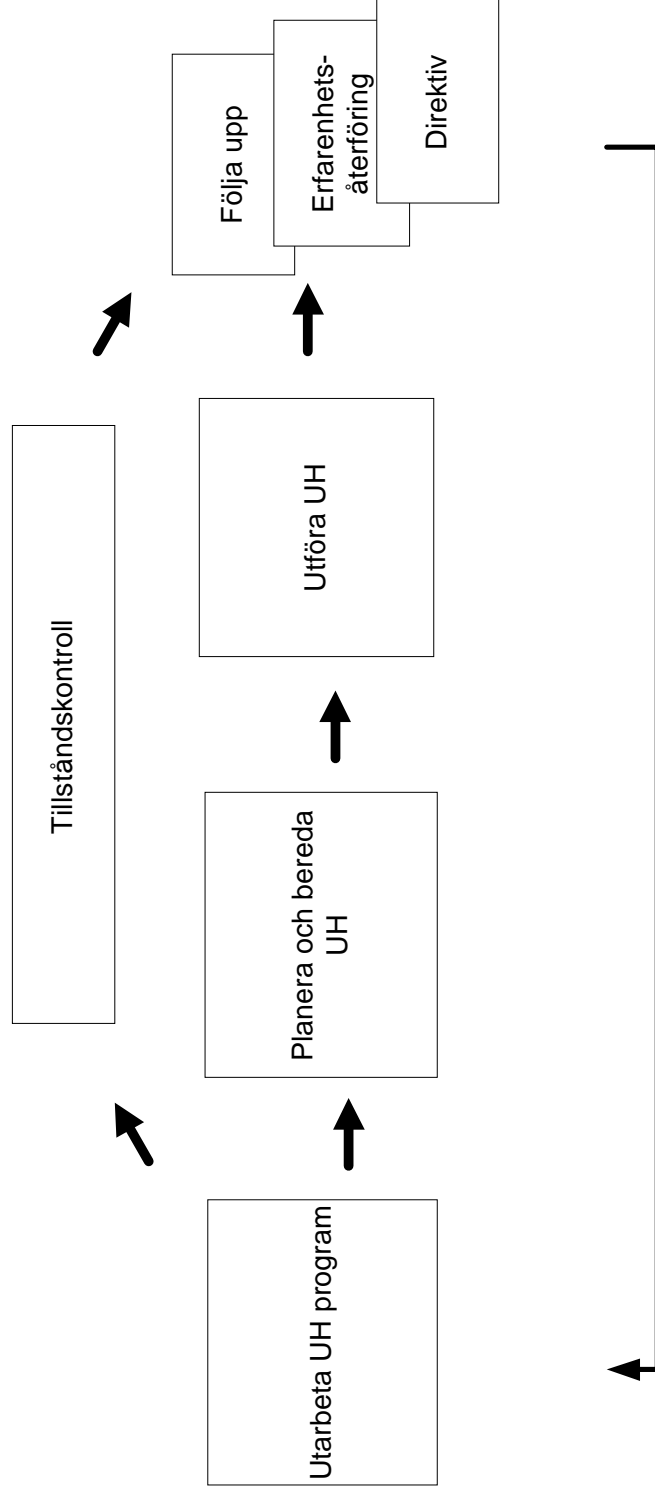 Tillståndskontroll
Utarbeta UH program
Planera och bereda
UH
Utföra UH
Följa upp
Erfarenhets-
återföring
Direktiv